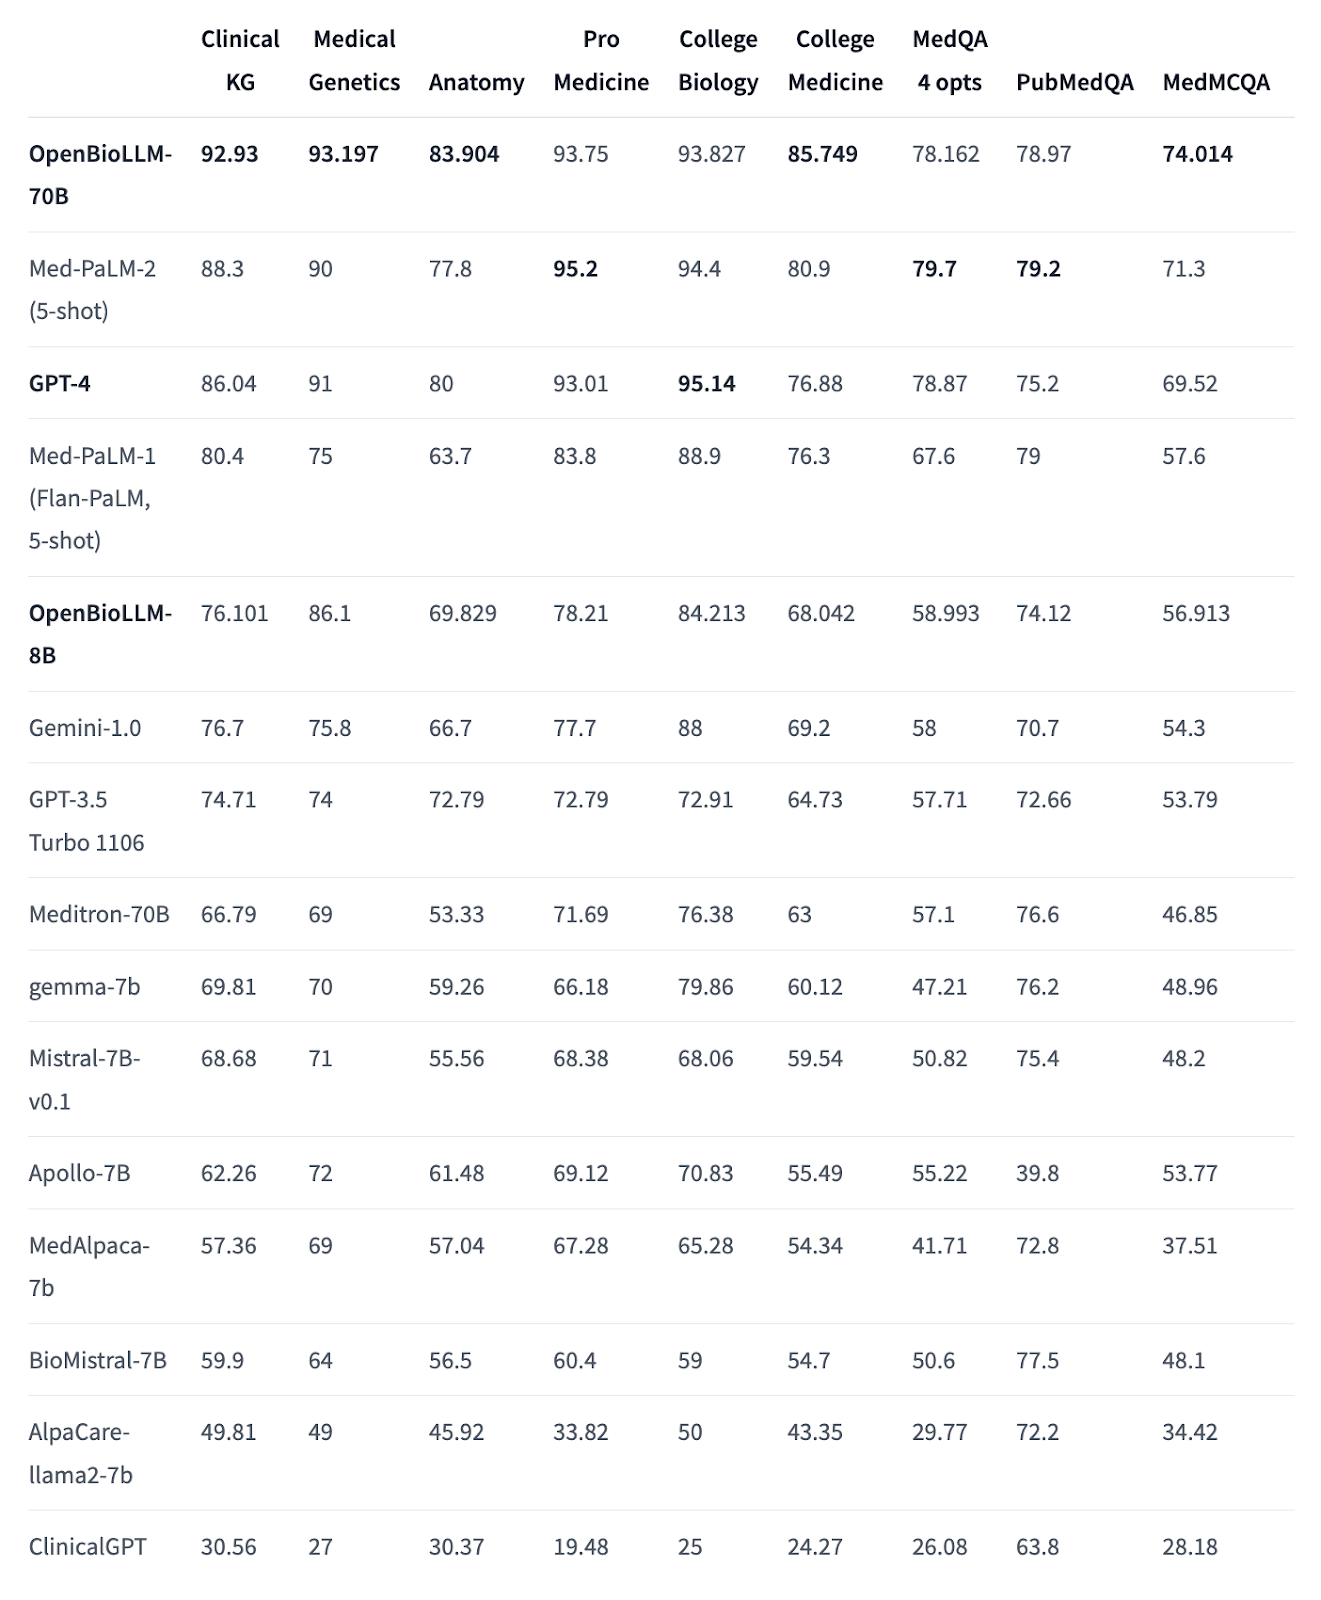 Clinical Medical Pro College College MedQA
KG Genetics Anatomy Medicine Biology Medicine 4 opts PubMedQA MedMCQA
OpenBioLLM- 92.93 93.197 83.904 93.75 93.827 85.749 78.162 78.97 74.014
70B
Med-PaLM-2 88.3 90 77.8 95.2 94.4 80.9 79.7 79.2 71.3
(5-shot)
GPT-4 86.04 91 80 93.01 95.14 76.88 78.87 75.2 69.52
Med-PaLM-1 80.4 75 63.7 83.8 88.9 76.3 67.6 79 57.6
(Flan-PaLM,
5-shot)
OpenBioLLM- 76.101 86.1 69.829 78.21 84.213 68.042 58.993 74.12 56.913
8B
Gemini-1.0 76.7 75.8 66.7 77.7 88 69.2 58 70.7 54.3
GPT-3.5 74.71 74 72.79 72.79 72.91 64.73 57.71 72.66 53.79
Turbo 1106
Meditron-70B 66.79 69 53.33 71.69 76.38 63 57.1 76.6 46.85
gemma-7b 69.81 70 59.26 66.18 79.86 60.12 47.21 76.2 48.96
Mistral-7B- 68.68 71 55.56 68.38 68.06 59.54 50.82 75.4 48.2
v0.1
Apollo-7B 62.26 72 61.48 69.12 70.83 55.49 55.22 39.8 53.77
MedAlpaca- 57.36 69 57.04 67.28 65.28 54.34 41.71 72.8 37.51
7b
BioMistral-7B 59.9 64 56.5 60.4 59 54.7 50.6 77.5 48.1
AlpaCare- 49.81 49 45.92 33.82 50 43.35 29.77 72.2 34.42
llama2-7b
ClinicalGPT 30.56 27 30.37 19.48 25 24.27 26.08 63.8 28.18